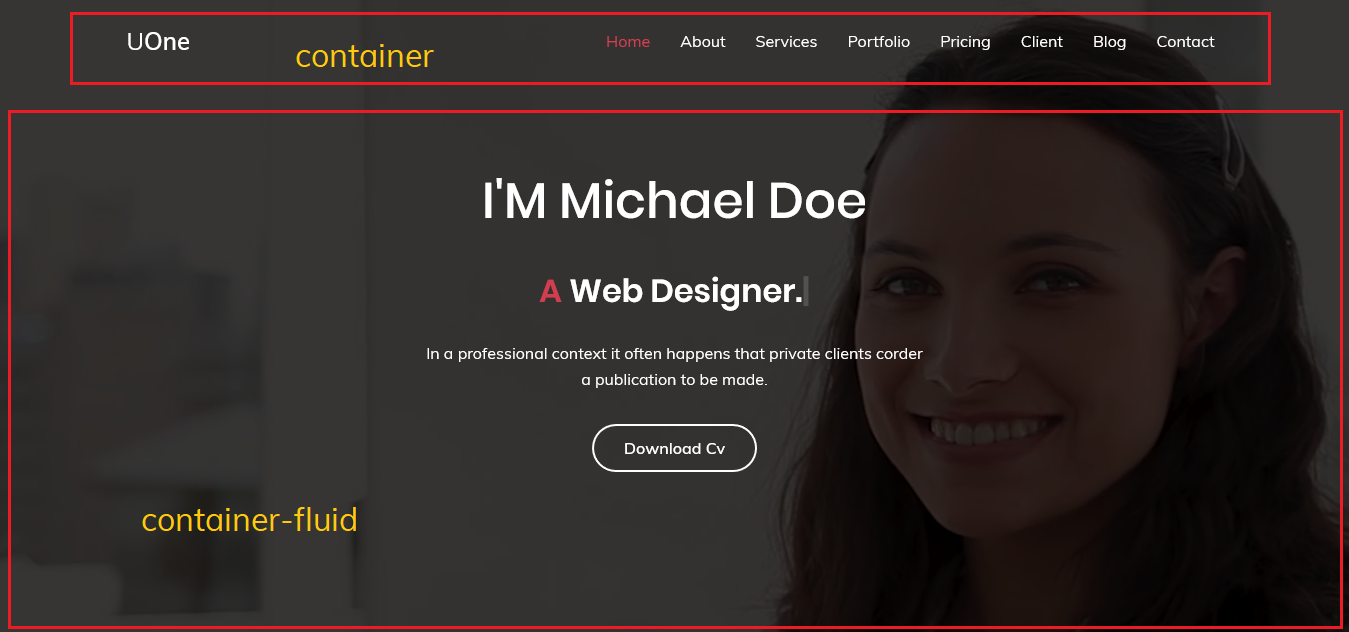 UOne
container
Home About Services Portfolio Pricing Client Blog Contact
I'M Michael Doe
A Web Designer.
In a professional context it often happens that private clients corder
a publication to be made.
Download Cv
container-fluid